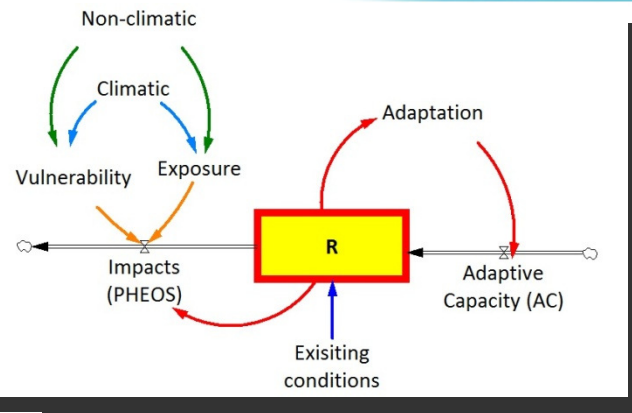 Non-climatic
Climatic
Adaptation
Vulnerability
Exposure
R
Impacts
(PHEOS)
Adaptive
Capacity (AC)
Exisiting
conditions